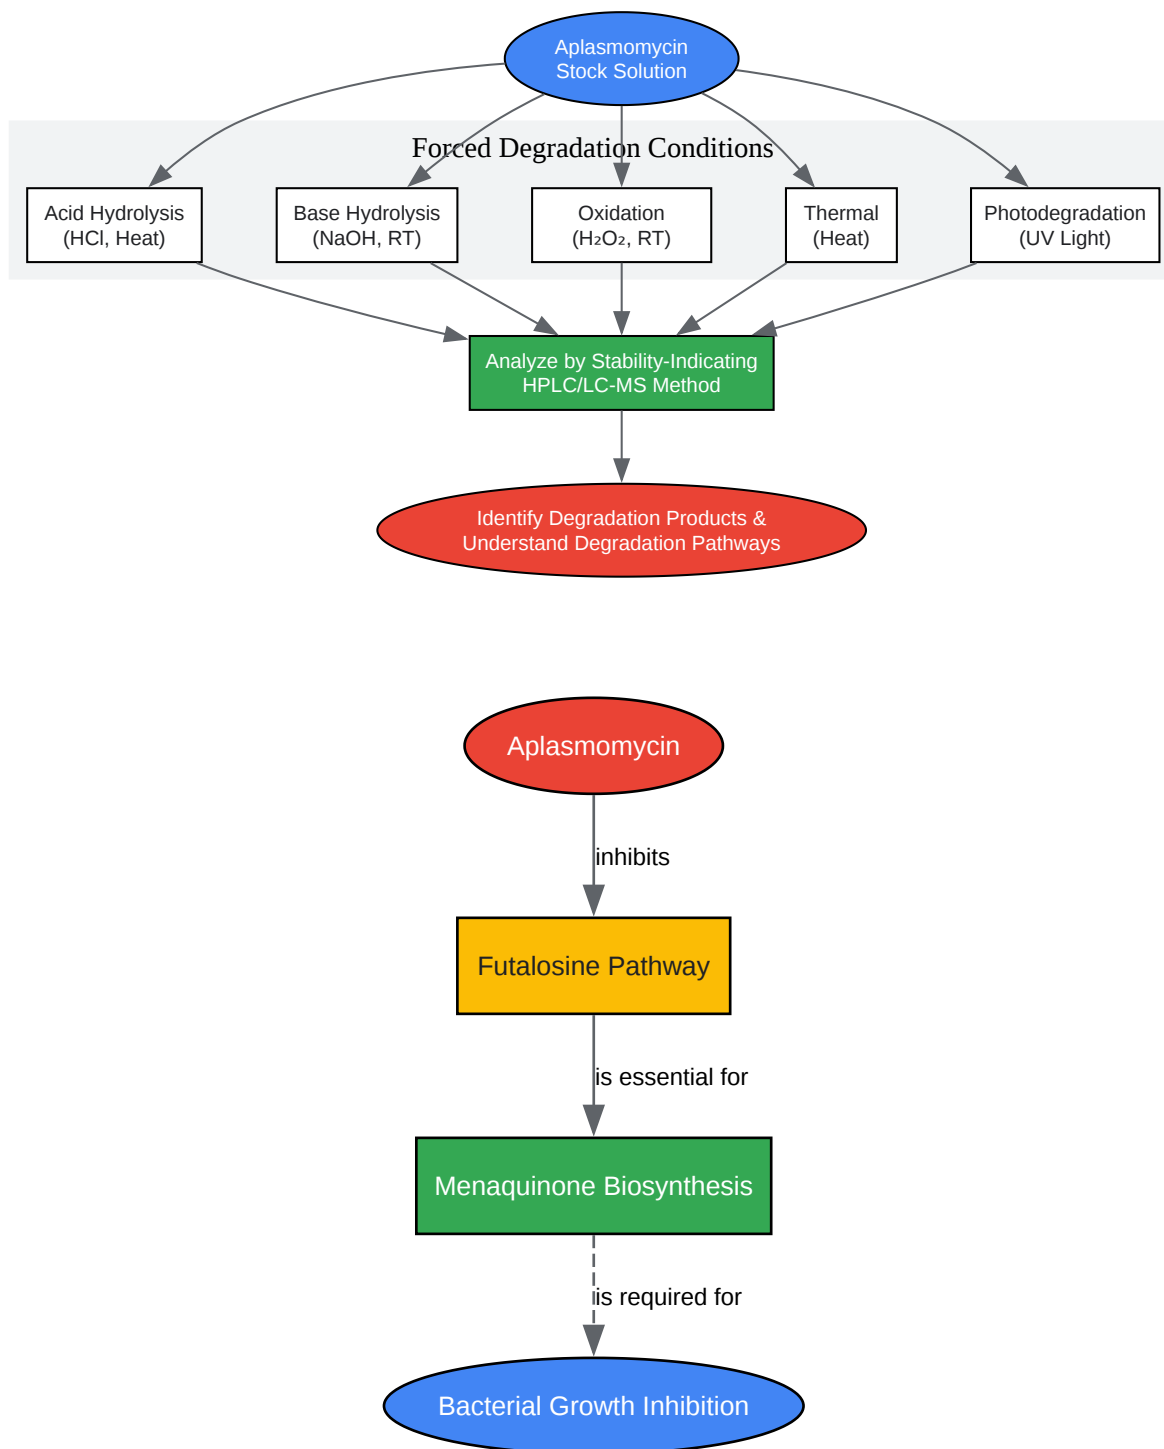 Aplasmomycin
Stock Solution
Forced Degradation Conditions
Acid Hydrolysis
(HCl, Heat)
Base Hydrolysis
(NaOH, RT)
Oxidation
(H₂O₂, RT)
Thermal
(Heat)
Photodegradation
(UV Light)
Analyze by Stability-Indicating
HPLC/LC-MS Method
Identify Degradation Products &
Understand Degradation Pathways
Aplasmomycin
inhibits
Futalosine Pathway
is essential for
Menaquinone Biosynthesis
is required for
Bacterial Growth Inhibition